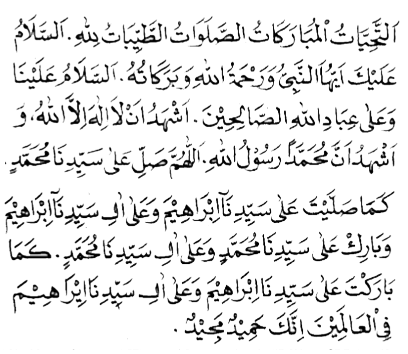 اَلتَّحِيَّاتُ الْمُبَارَكَاتُ الصَّلَوَاتُ الطَّيِّبَاتُ لِلّٰهِ. اَلسَّلَامُ
عَلَيْكَ اَيُّهَا النَّبِيُّ وَرَحْمَةُ اللهِ وَبَرَكَاتُهُ. اَلسَّلَامُ عَلَيْنَا
وَعَلٰى عِبَادِ اللهِ الصَّالِحِيْنَ. اَشْهَدُ اَنْ لَا اِلٰهَ اِلَّا اللهُ، وَ
اَشْهَدُ اَنَّ مُحَمَّدًا رَسُوْلُ اللهِ. اَللّٰهُمَّ صَلِّ عَلٰى سَيِّدِنَا مُحَمَّدٍ.
كَمَا صَلَّيْتَ عَلٰى سَيِّدِنَآ اِبْرَاهِيْمَ وَعَلٰى اٰلِ سَيِّدِنَآ اِبْرَاهِيْمَ
وَبَارِكْ عَلٰى سَيِّدِنَا مُحَمَّدٍ وَعَلٰى اٰلِ سَيِّدِنَا مُحَمَّدٍ. كَمَا
بَارَكْتَ عَلٰى سَيِّدِنَا اِبْرَاهِيْمَ وَعَلٰى اٰلِ سَيِّدِنَا اِبْرَاهِيْمَ
فِي الْعَالَمِيْنَ اِنَّكَ حَمِيْدٌ مَجِيْدٌ.